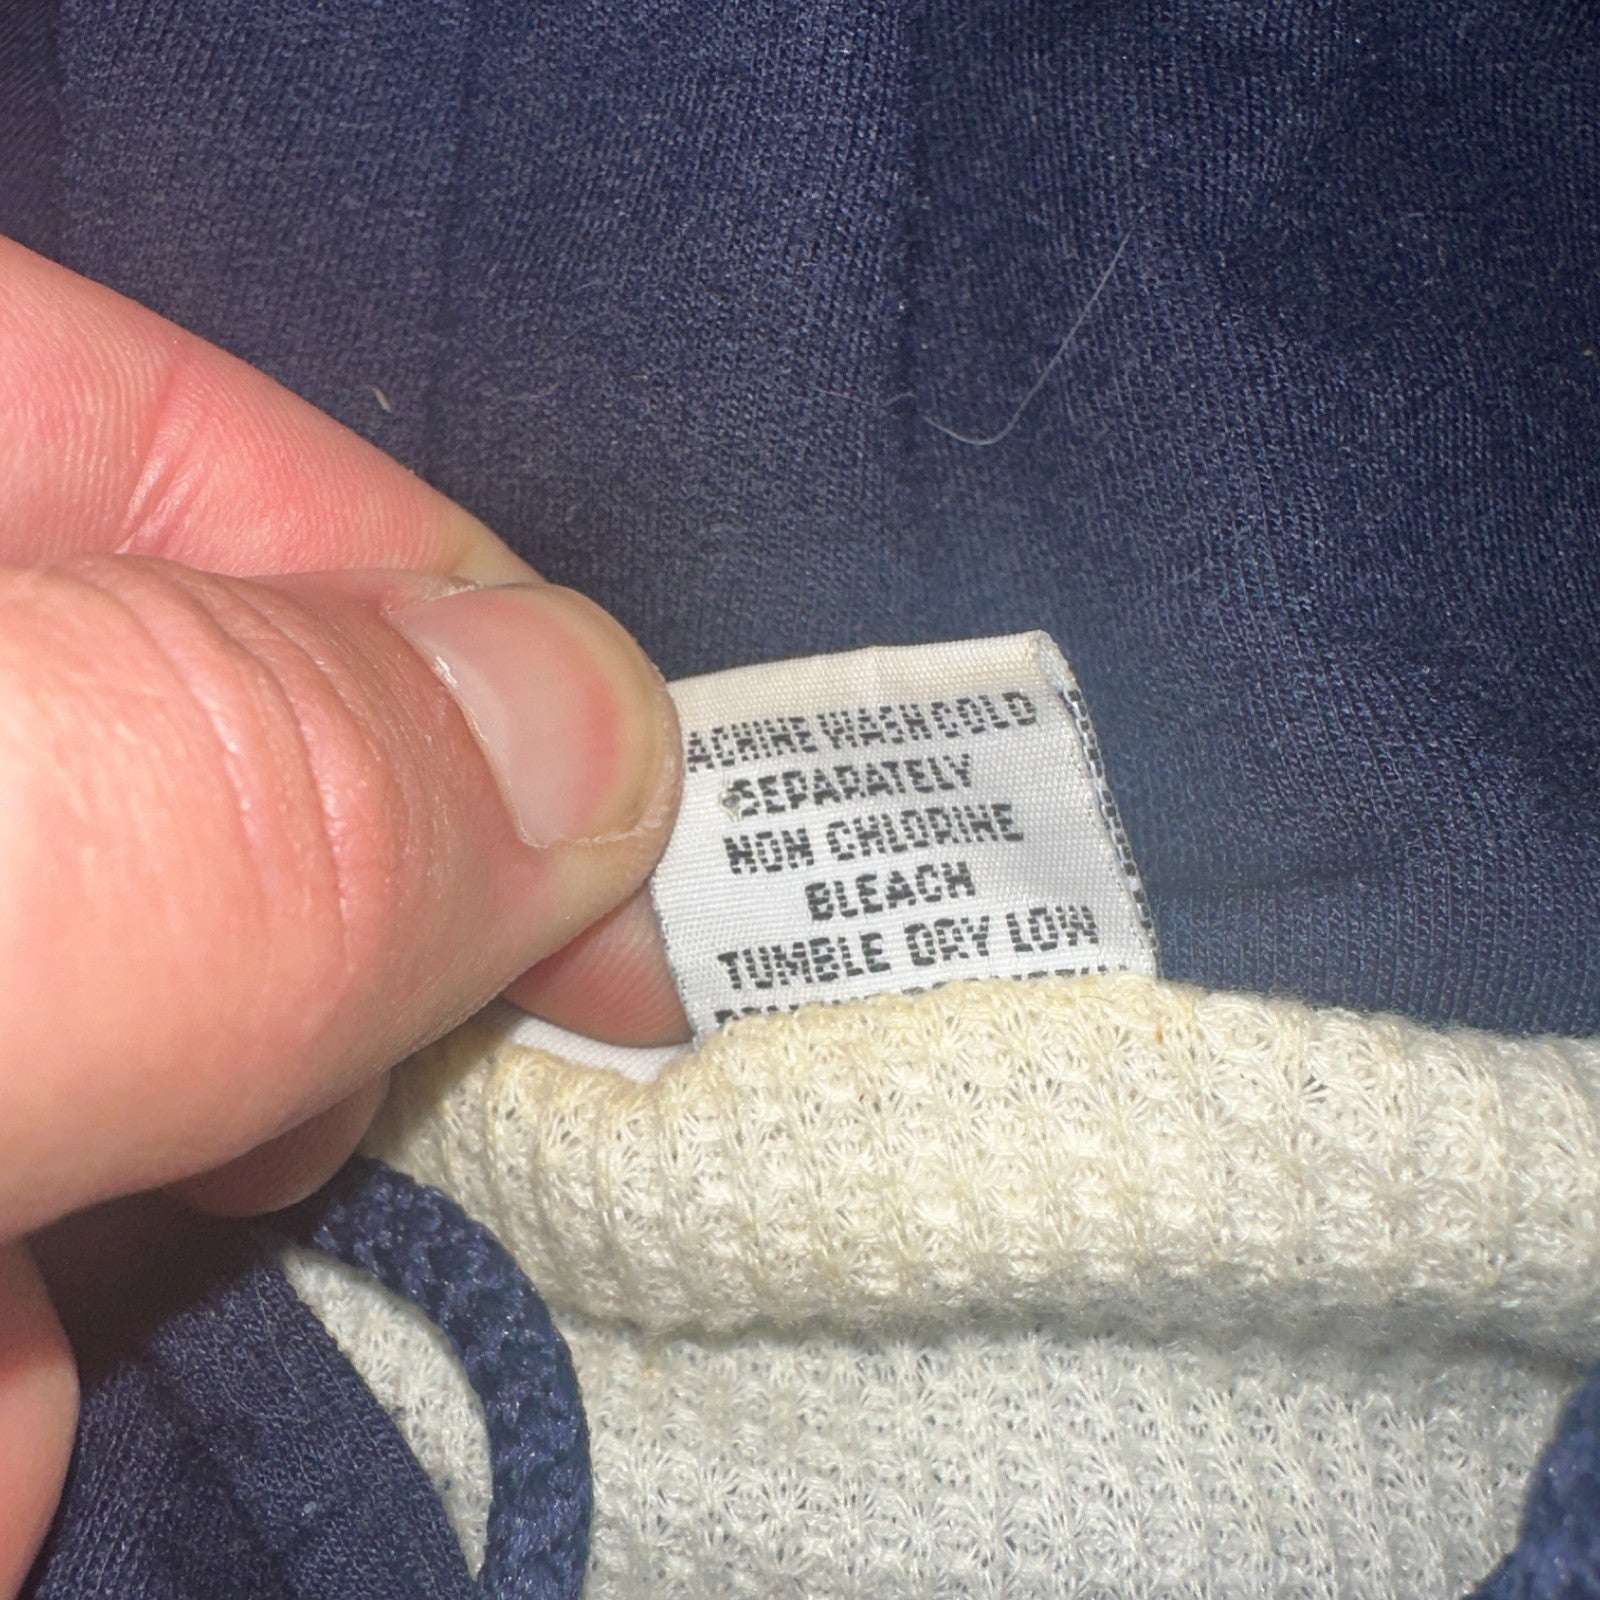 ACHINE WASH COLD
SEPARATELY
NON CHLORINE
BLEACH
TUMBLE DRY LOW